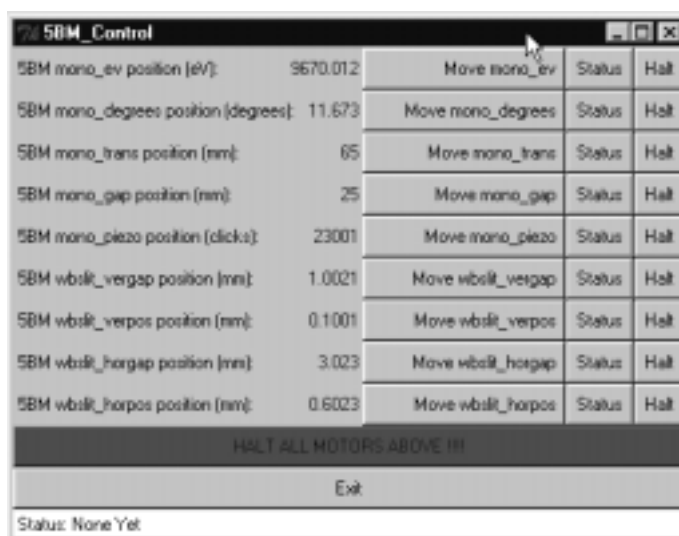 5BM_Control
5BM mono_ev position (eV): 9670.012 Move mono_ev Status Halt
5BM mono_degrees position (degrees): 11.673 Move mono_degrees Status Halt
5BM mono_trans position (mm): 65 Move mono_trans Status Halt
5BM mono_gap position (mm): 25 Move mono_gap Status Halt
5BM mono_piezo position (clicks): 23001 Move mono_piezo Status Halt
5BM wbslit_vergap position (mm): 1.0021 Move wbslit_vergap Status Halt
5BM wbslit_verpos position (mm): 0.1001 Move wbslit_verpos Status Halt
5BM wbslit_horgap position (mm): 3.023 Move wbslit_horgap Status Halt
5BM wbslit_horpos position (mm): 0.6023 Move wbslit_horpos Status Halt
HALT ALL MOTORS ABOVE !!!!
Exit
Status: None Yet